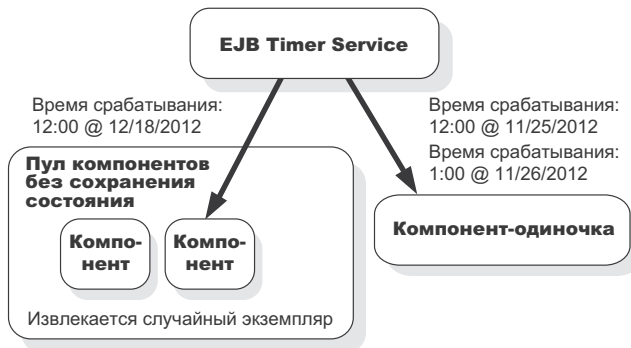 EJB Timer Service
Время срабатывания:
12:00 @ 12/18/2012
Время срабатывания:
12:00 @ 11/25/2012
Время срабатывания:
1:00 @ 11/26/2012
Пул компонентов
без сохранения
состояния
Компо-
нент
Компо-
нент
Извлекается случайный экземпляр
Компонент-одиночка